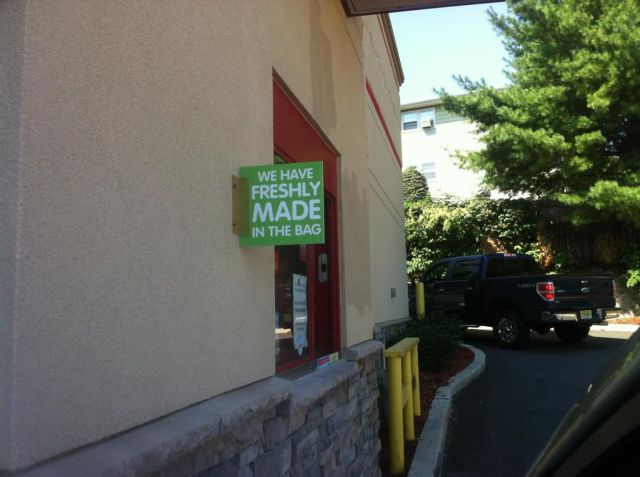 WE HAVE
FRESHLY
MADE
IN THE BAG